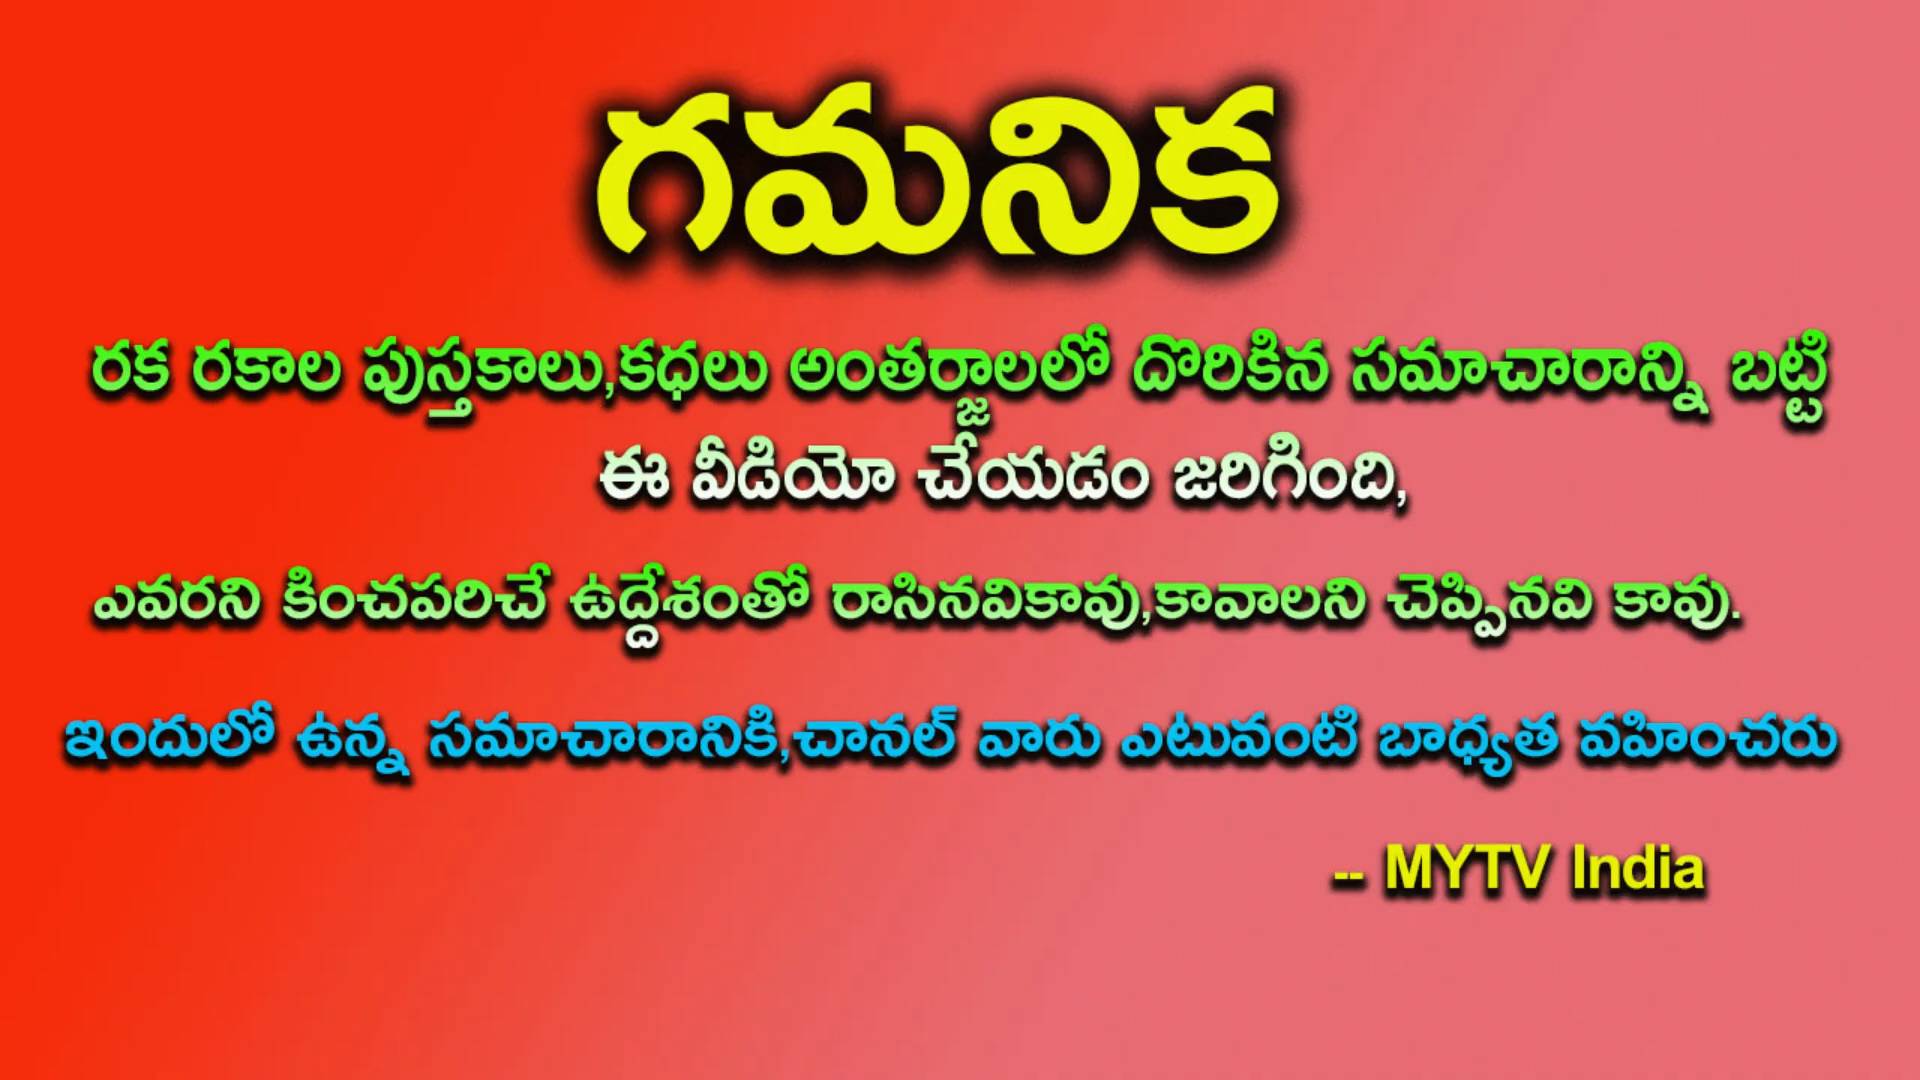 గమనిక
రక రకాల పుస్తకాలు,కధలు అంతర్జాలలో దొరికిన సమాచారాన్ని బట్టి
ఈ వీడియో చేయడం జరిగింది,
ఎవరని కించపరిచే ఉద్దేశంతో రాసినవికావు,కావాలని చెప్పినవి కావు.
ఇందులో ఉన్న సమాచారానికి,చానల్ వారు ఎటువంటి బాధ్యత వహించరు
-- MYTV India